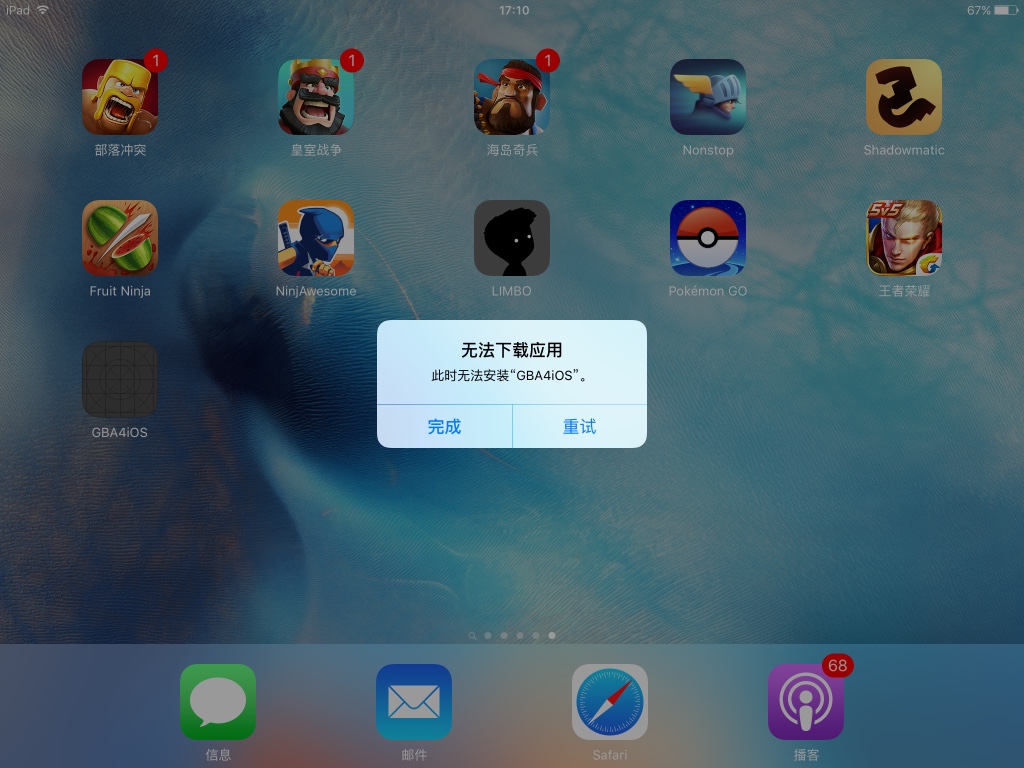 iPad 17:10 67%
1 1 1
部落冲突 皇室战争 海岛奇兵 Nonstop Shadowmatic
5v5
Fruit Ninja NinjAwesome LIMBO Pokémon GO 王者荣耀
无法下载应用
此时无法安装“GBA4iOS”。
完成 重试
GBA4iOS
68
信息 邮件 Safari 播客